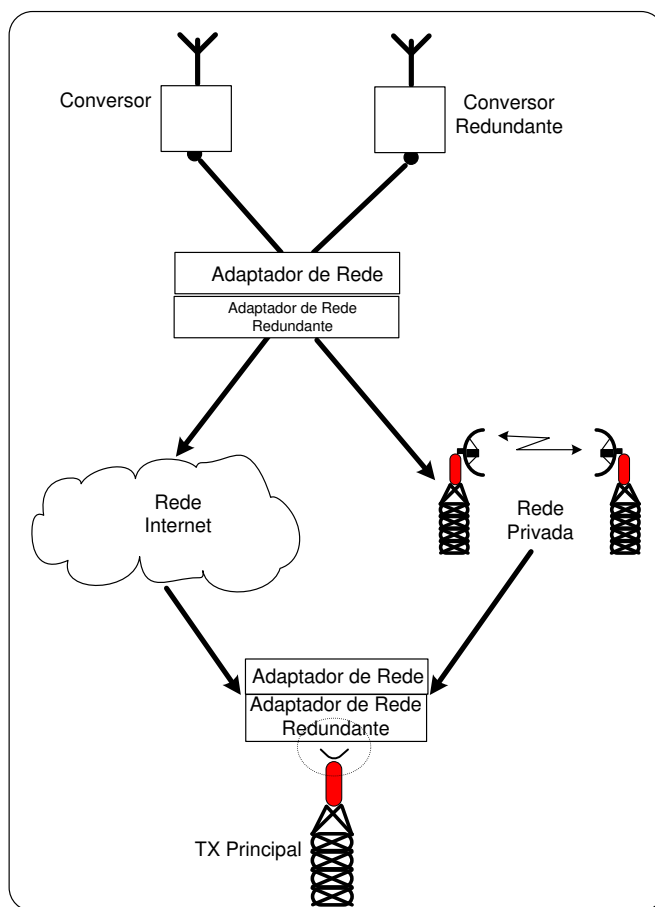 Conversor
Conversor
Redundante
Adaptador de Rede
Adaptador de Rede
Redundante
Rede
Internet
Rede
Privada
Adaptador de Rede
Adaptador de Rede
Redundante
TX Principal